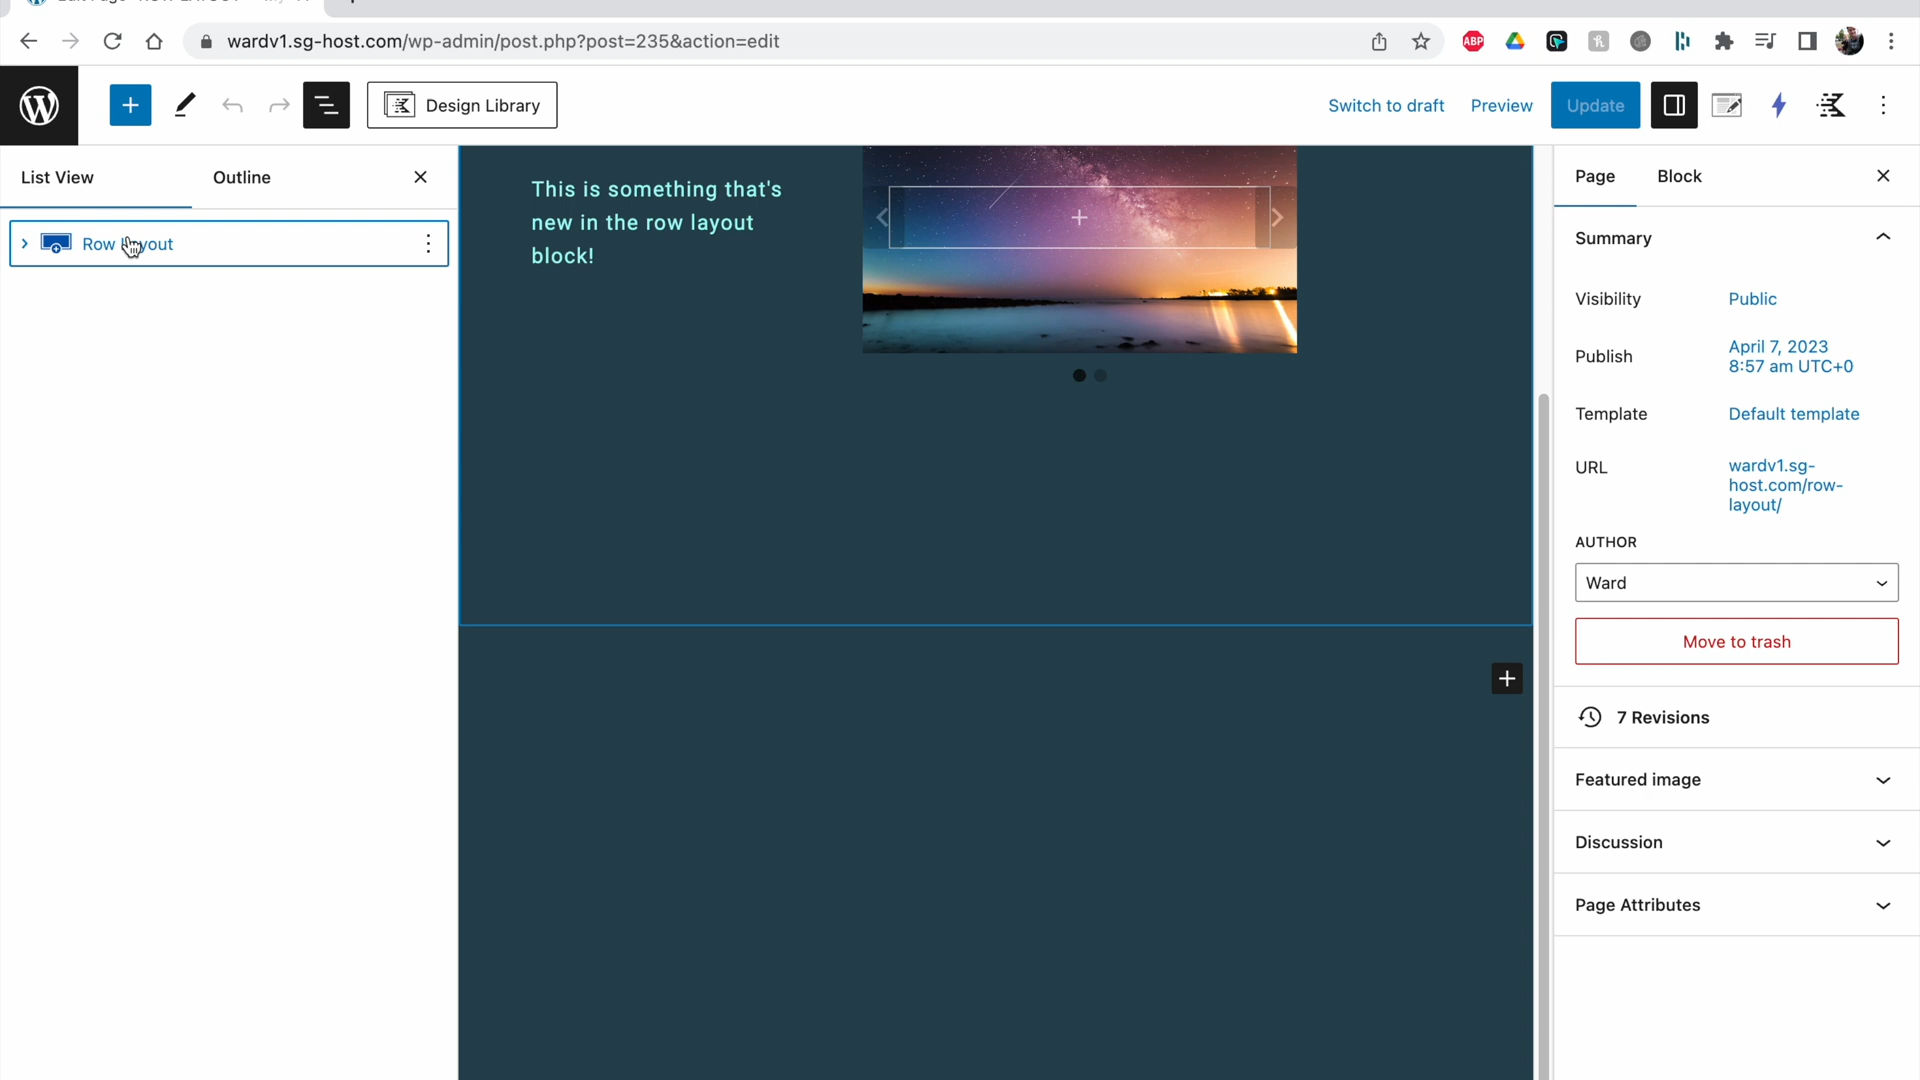 wardv1.sg-host.com/wp-admin/post.php?post=235&action=edit
ABP
Design Library
Switch to draft
Preview
Update
List View
Outline
Row Layout
This is something that's
new in the row layout
block!
Page
Block
Summary
Visibility
Public
Publish
April 7, 2023
8:57 am UTC+0
Template
Default template
URL
wardv1.sg-
host.com/row-
layout/
AUTHOR
Ward
Move to trash
7 Revisions
Featured image
Discussion
Page Attributes